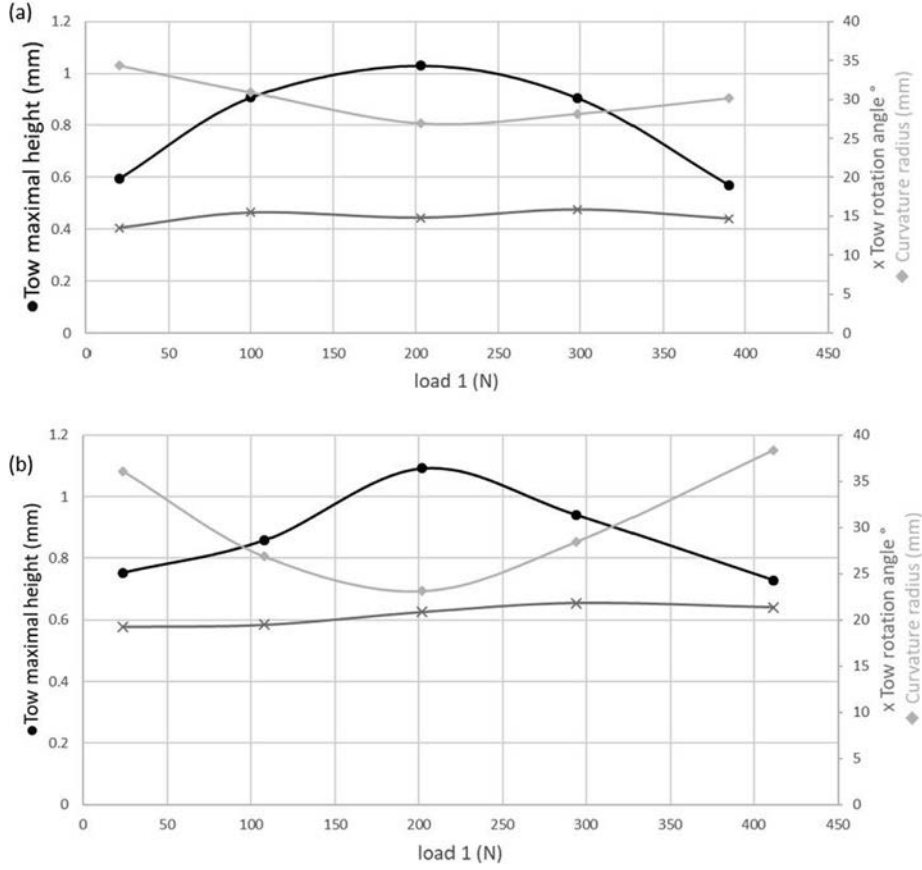 (a)
1.2
1
0.8
0.6
0.4
0.2
0
●Tow maximal height (mm)
40
35
30
25
20
15
10
5
0
x Tow rotation angle °
◆ Curvature radius (mm)
0 50 100 150 200 250 300 350 400 450
load 1 (N)
(b)
1.2
1
0.8
0.6
0.4
0.2
0
●Tow maximal height (mm)
40
35
30
25
20
15
10
5
0
x Tow rotation angle °
◆ Curvature radius (mm)
0 50 100 150 200 250 300 350 400 450
load 1 (N)